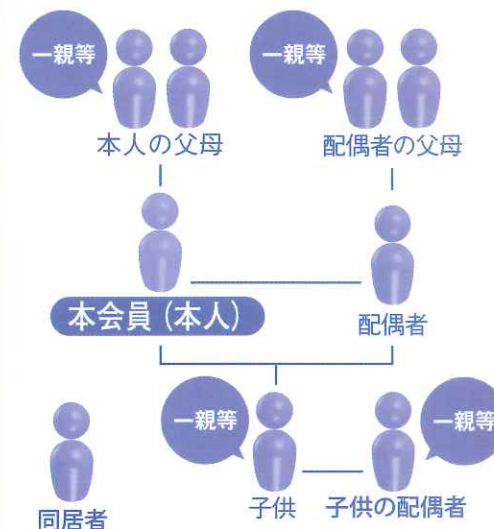 一親等
一親等
本人の父母
配偶者の父母
本会員(本人)
配偶者
一親等
一親等
同居者
子供
子供の配偶者